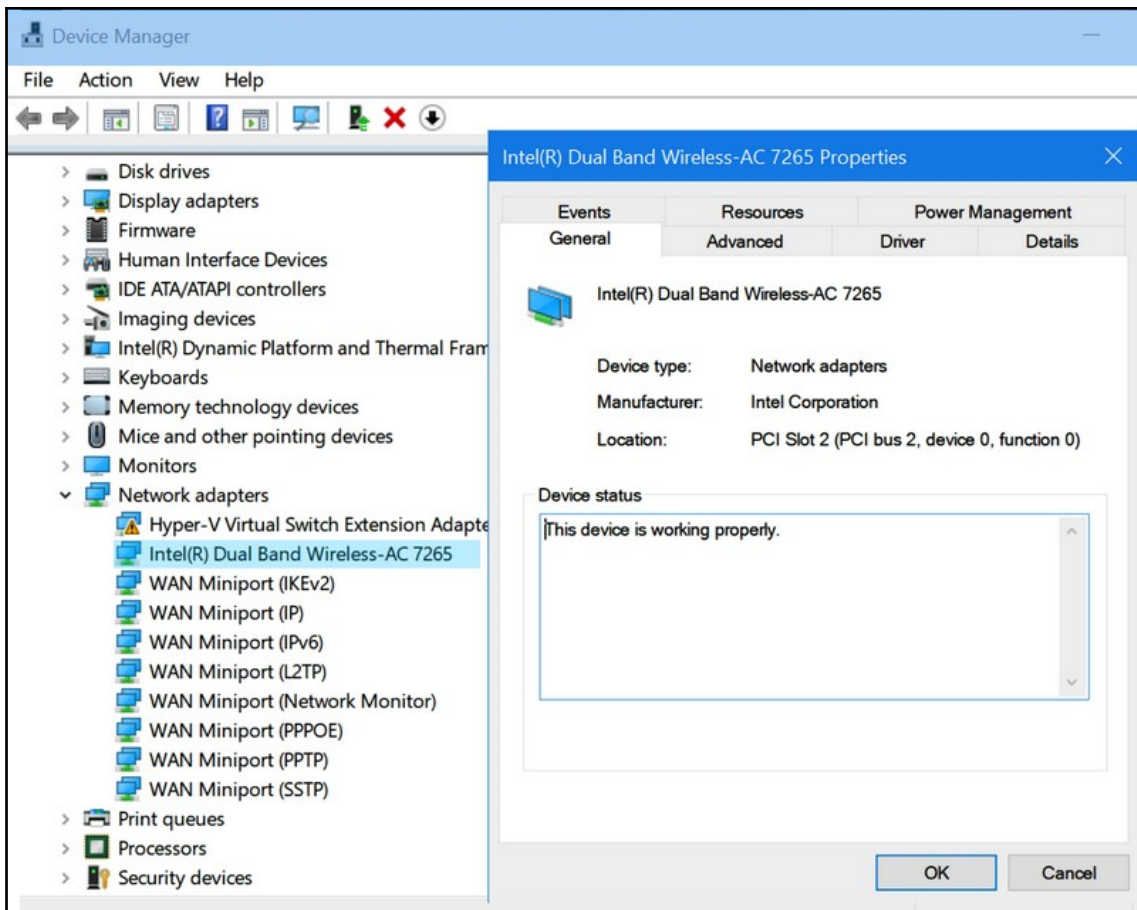 Device Manager
File Action View Help
Disk drives
Display adapters
Firmware
Human Interface Devices
IDE ATA/ATAPI controllers
Imaging devices
Intel(R) Dynamic Platform and Thermal Fram
Keyboards
Memory technology devices
Mice and other pointing devices
Monitors
Network adapters
Hyper-V Virtual Switch Extension Adapte
Intel(R) Dual Band Wireless-AC 7265
WAN Miniport (IKEv2)
WAN Miniport (IP)
WAN Miniport (IPv6)
WAN Miniport (L2TP)
WAN Miniport (Network Monitor)
WAN Miniport (PPPOE)
WAN Miniport (PPTP)
WAN Miniport (SSTP)
Print queues
Processors
Security devices
Intel(R) Dual Band Wireless-AC 7265 Properties
Events Resources Power Management
General Advanced Driver Details
Intel(R) Dual Band Wireless-AC 7265
Device type: Network adapters
Manufacturer: Intel Corporation
Location: PCI Slot 2 (PCI bus 2, device 0, function 0)
Device status
This device is working properly.
OK Cancel